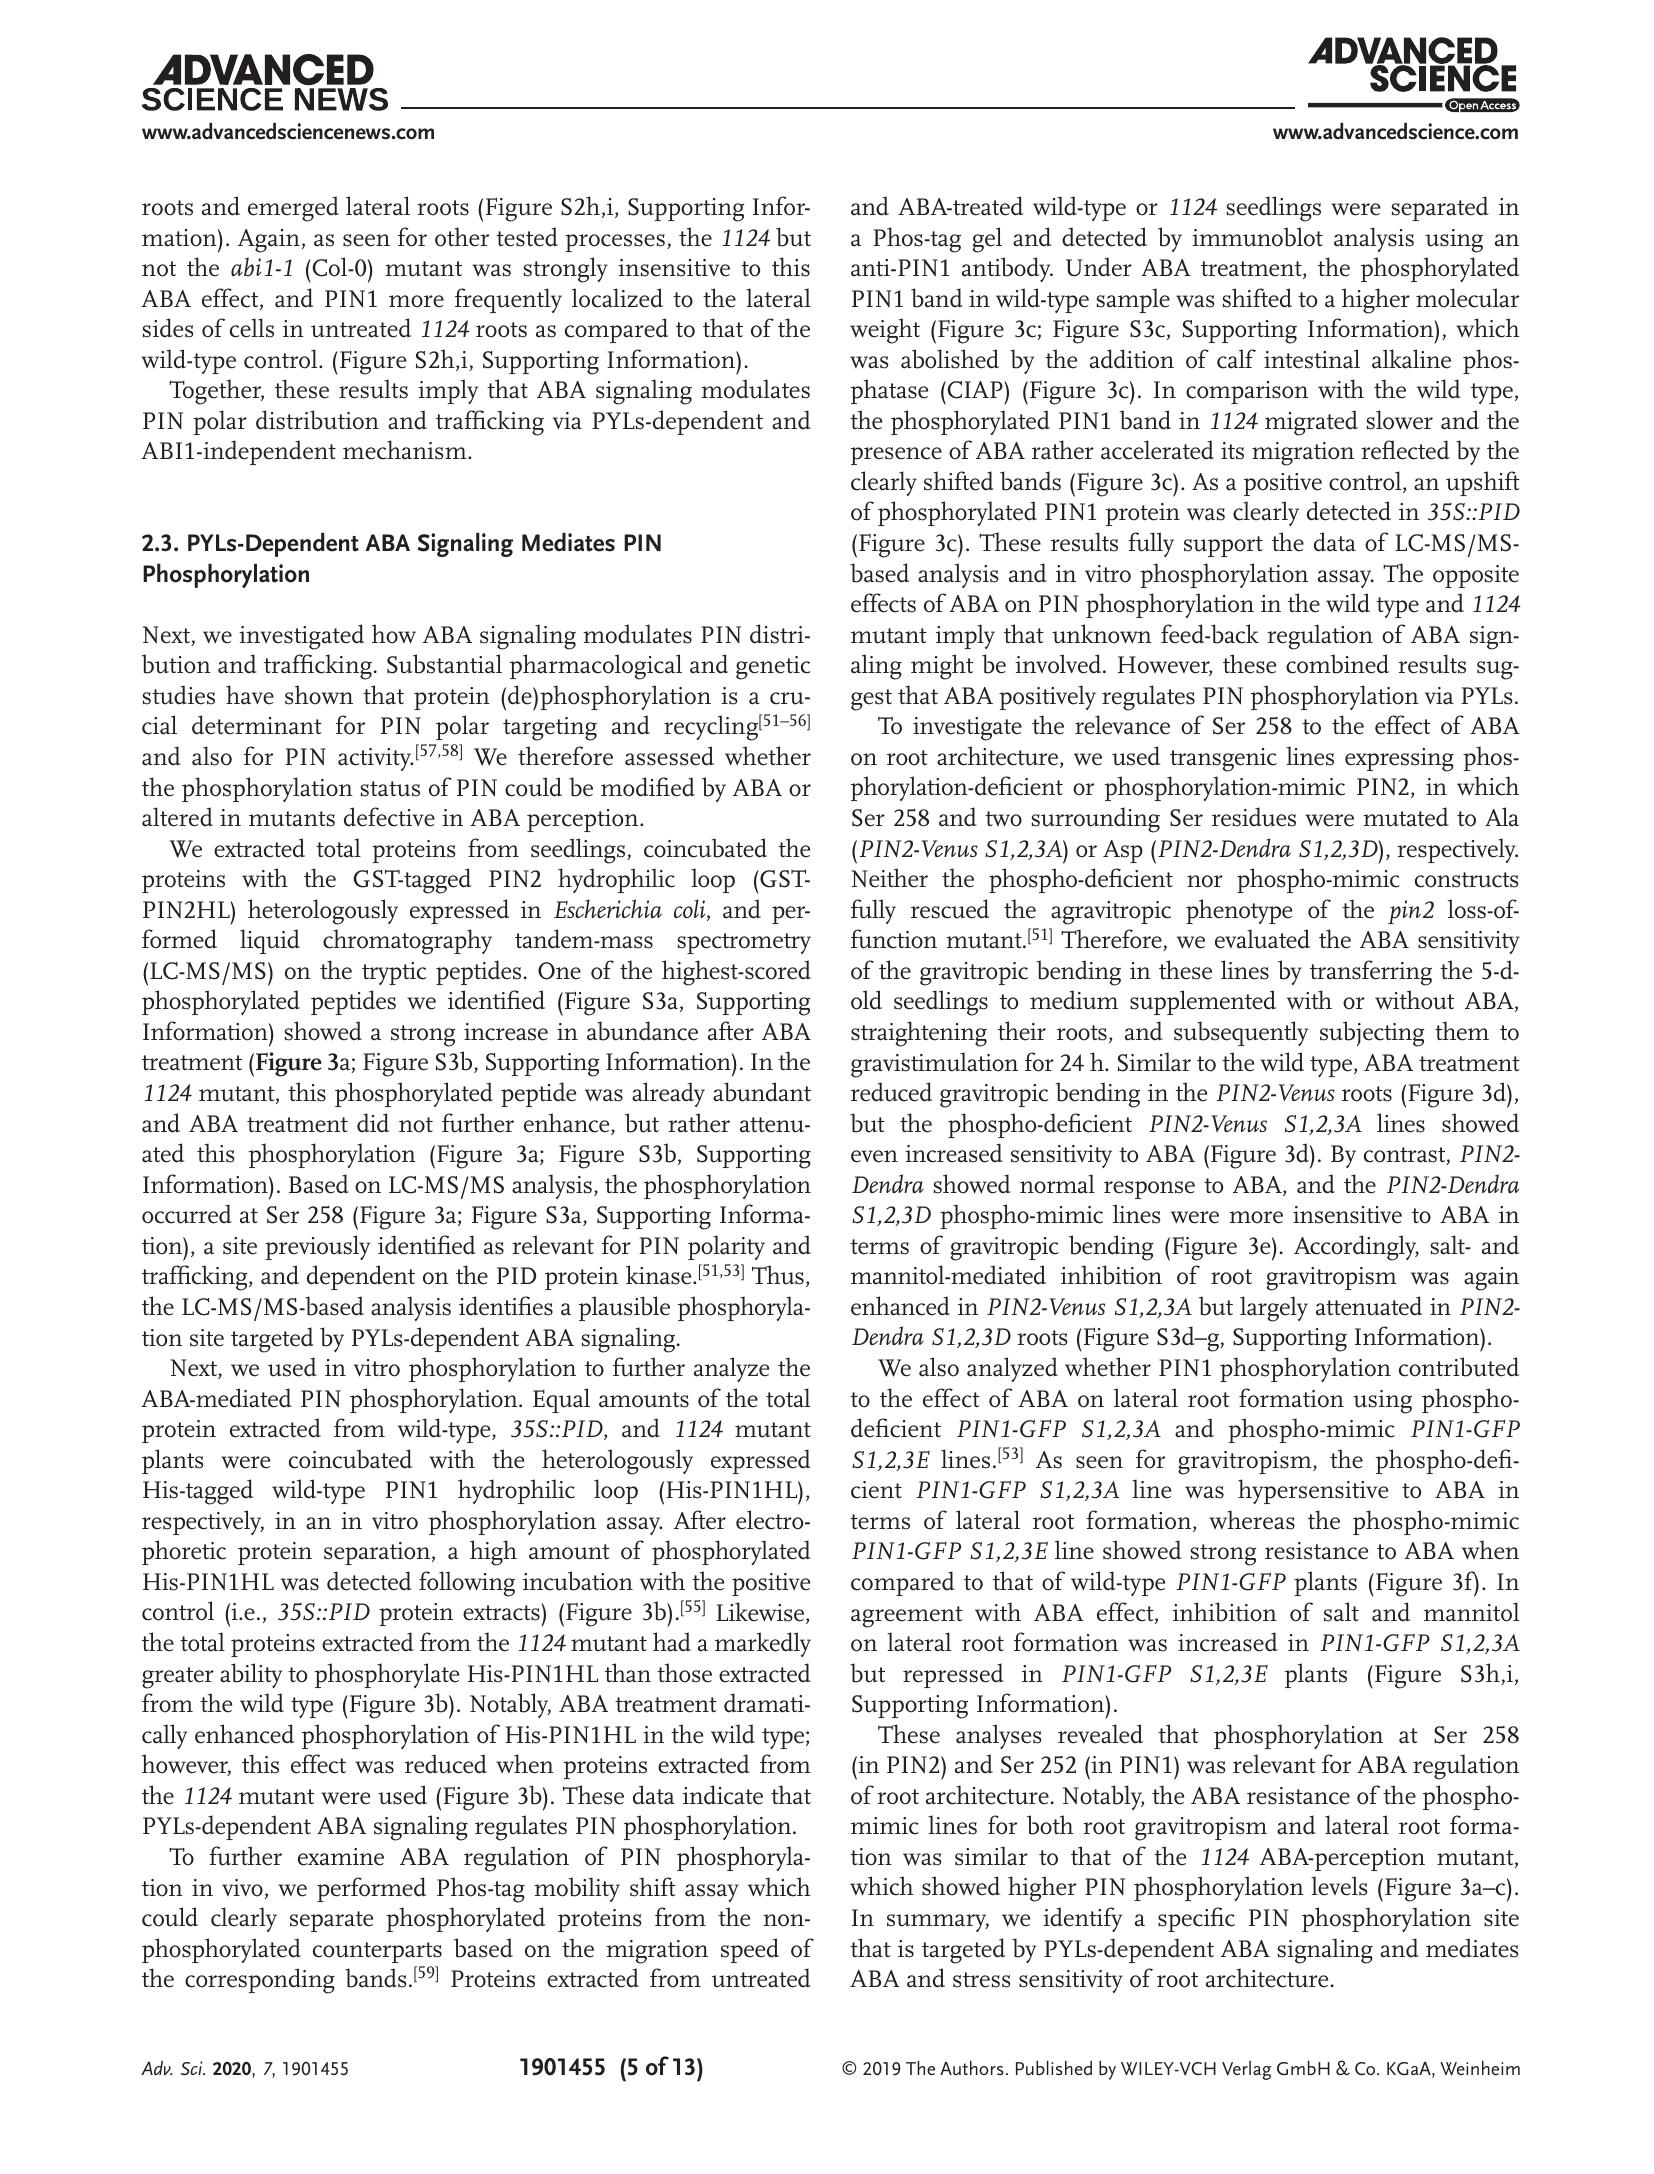 ADVANCED
SCIENCE NEWS
www.advancedsciencenews.com
ADVANCED
SCIENCE
Open Access
www.advancedscience.com
roots and emerged lateral roots (Figure S2h,i, Supporting Infor-
mation). Again, as seen for other tested processes, the 1124 but
not the abi1-1 (Col-0) mutant was strongly insensitive to this
ABA effect, and PIN1 more frequently localized to the lateral
sides of cells in untreated 1124 roots as compared to that of the
wild-type control. (Figure S2h,i, Supporting Information).
Together, these results imply that ABA signaling modulates
PIN polar distribution and trafficking via PYLs-dependent and
ABI1-independent mechanism.
2.3. PYLs-Dependent ABA Signaling Mediates PIN
Phosphorylation
Next, we investigated how ABA signaling modulates PIN distri-
bution and trafficking. Substantial pharmacological and genetic
studies have shown that protein (de)phosphorylation is a cru-
cial determinant for PIN polar targeting and recycling[51–56]
and also for PIN activity.[57,58] We therefore assessed whether
the phosphorylation status of PIN could be modified by ABA or
altered in mutants defective in ABA perception.
We extracted total proteins from seedlings, coincubated the
proteins with the GST-tagged PIN2 hydrophilic loop (GST-
PIN2HL) heterologously expressed in Escherichia coli, and per-
formed liquid chromatography tandem-mass spectrometry
(LC-MS/MS) on the tryptic peptides. One of the highest-scored
phosphorylated peptides we identified (Figure S3a, Supporting
Information) showed a strong increase in abundance after ABA
treatment (Figure 3a; Figure S3b, Supporting Information). In the
1124 mutant, this phosphorylated peptide was already abundant
and ABA treatment did not further enhance, but rather attenu-
ated this phosphorylation (Figure 3a; Figure S3b, Supporting
Information). Based on LC-MS/MS analysis, the phosphorylation
occurred at Ser 258 (Figure 3a; Figure S3a, Supporting Informa-
tion), a site previously identified as relevant for PIN polarity and
trafficking, and dependent on the PID protein kinase.[51,53] Thus,
the LC-MS/MS-based analysis identifies a plausible phosphoryla-
tion site targeted by PYLs-dependent ABA signaling.
Next, we used in vitro phosphorylation to further analyze the
ABA-mediated PIN phosphorylation. Equal amounts of the total
protein extracted from wild-type, 35S::PID, and 1124 mutant
plants were coincubated with the heterologously expressed
His-tagged wild-type PIN1 hydrophilic loop (His-PIN1HL),
respectively, in an in vitro phosphorylation assay. After electro-
phoretic protein separation, a high amount of phosphorylated
His-PIN1HL was detected following incubation with the positive
control (i.e., 35S::PID protein extracts) (Figure 3b).[55] Likewise,
the total proteins extracted from the 1124 mutant had a markedly
greater ability to phosphorylate His-PIN1HL than those extracted
from the wild type (Figure 3b). Notably, ABA treatment dramati-
cally enhanced phosphorylation of His-PIN1HL in the wild type;
however, this effect was reduced when proteins extracted from
the 1124 mutant were used (Figure 3b). These data indicate that
PYLs-dependent ABA signaling regulates PIN phosphorylation.
To further examine ABA regulation of PIN phosphoryla-
tion in vivo, we performed Phos-tag mobility shift assay which
could clearly separate phosphorylated proteins from the non-
phosphorylated counterparts based on the migration speed of
the corresponding bands.[59] Proteins extracted from untreated
and ABA-treated wild-type or 1124 seedlings were separated in
a Phos-tag gel and detected by immunoblot analysis using an
anti-PIN1 antibody. Under ABA treatment, the phosphorylated
PIN1 band in wild-type sample was shifted to a higher molecular
weight (Figure 3c; Figure S3c, Supporting Information), which
was abolished by the addition of calf intestinal alkaline phos-
phatase (CIAP) (Figure 3c). In comparison with the wild type,
the phosphorylated PIN1 band in 1124 migrated slower and the
presence of ABA rather accelerated its migration reflected by the
clearly shifted bands (Figure 3c). As a positive control, an upshift
of phosphorylated PIN1 protein was clearly detected in 35S::PID
(Figure 3c). These results fully support the data of LC-MS/MS-
based analysis and in vitro phosphorylation assay. The opposite
effects of ABA on PIN phosphorylation in the wild type and 1124
mutant imply that unknown feed-back regulation of ABA sign-
aling might be involved. However, these combined results sug-
gest that ABA positively regulates PIN phosphorylation via PYLs.
To investigate the relevance of Ser 258 to the effect of ABA
on root architecture, we used transgenic lines expressing phos-
phorylation-deficient or phosphorylation-mimic PIN2, in which
Ser 258 and two surrounding Ser residues were mutated to Ala
(PIN2-Venus S1,2,3A) or Asp (PIN2-Dendra S1,2,3D), respectively.
Neither the phospho-deficient nor phospho-mimic constructs
fully rescued the agravitropic phenotype of the pin2 loss-of-
function mutant.[51] Therefore, we evaluated the ABA sensitivity
of the gravitropic bending in these lines by transferring the 5-d-
old seedlings to medium supplemented with or without ABA,
straightening their roots, and subsequently subjecting them to
gravistimulation for 24 h. Similar to the wild type, ABA treatment
reduced gravitropic bending in the PIN2-Venus roots (Figure 3d),
but the phospho-deficient PIN2-Venus S1,2,3A lines showed
even increased sensitivity to ABA (Figure 3d). By contrast, PIN2-
Dendra showed normal response to ABA, and the PIN2-Dendra
S1,2,3D phospho-mimic lines were more insensitive to ABA in
terms of gravitropic bending (Figure 3e). Accordingly, salt- and
mannitol-mediated inhibition of root gravitropism was again
enhanced in PIN2-Venus S1,2,3A but largely attenuated in PIN2-
Dendra S1,2,3D roots (Figure S3d–g, Supporting Information).
We also analyzed whether PIN1 phosphorylation contributed
to the effect of ABA on lateral root formation using phospho-
deficient PIN1-GFP S1,2,3A and phospho-mimic PIN1-GFP
S1,2,3E lines.[53] As seen for gravitropism, the phospho-defi-
cient PIN1-GFP S1,2,3A line was hypersensitive to ABA in
terms of lateral root formation, whereas the phospho-mimic
PIN1-GFP S1,2,3E line showed strong resistance to ABA when
compared to that of wild-type PIN1-GFP plants (Figure 3f). In
agreement with ABA effect, inhibition of salt and mannitol
on lateral root formation was increased in PIN1-GFP S1,2,3A
but repressed in PIN1-GFP S1,2,3E plants (Figure S3h,i,
Supporting Information).
These analyses revealed that phosphorylation at Ser 258
(in PIN2) and Ser 252 (in PIN1) was relevant for ABA regulation
of root architecture. Notably, the ABA resistance of the phospho-
mimic lines for both root gravitropism and lateral root forma-
tion was similar to that of the 1124 ABA-perception mutant,
which showed higher PIN phosphorylation levels (Figure 3a–c).
In summary, we identify a specific PIN phosphorylation site
that is targeted by PYLs-dependent ABA signaling and mediates
ABA and stress sensitivity of root architecture.
Adv. Sci. 2020, 7, 1901455
1901455 (5 of 13)
© 2019 The Authors. Published by WILEY-VCH Verlag GmbH & Co. KGaA, Weinheim